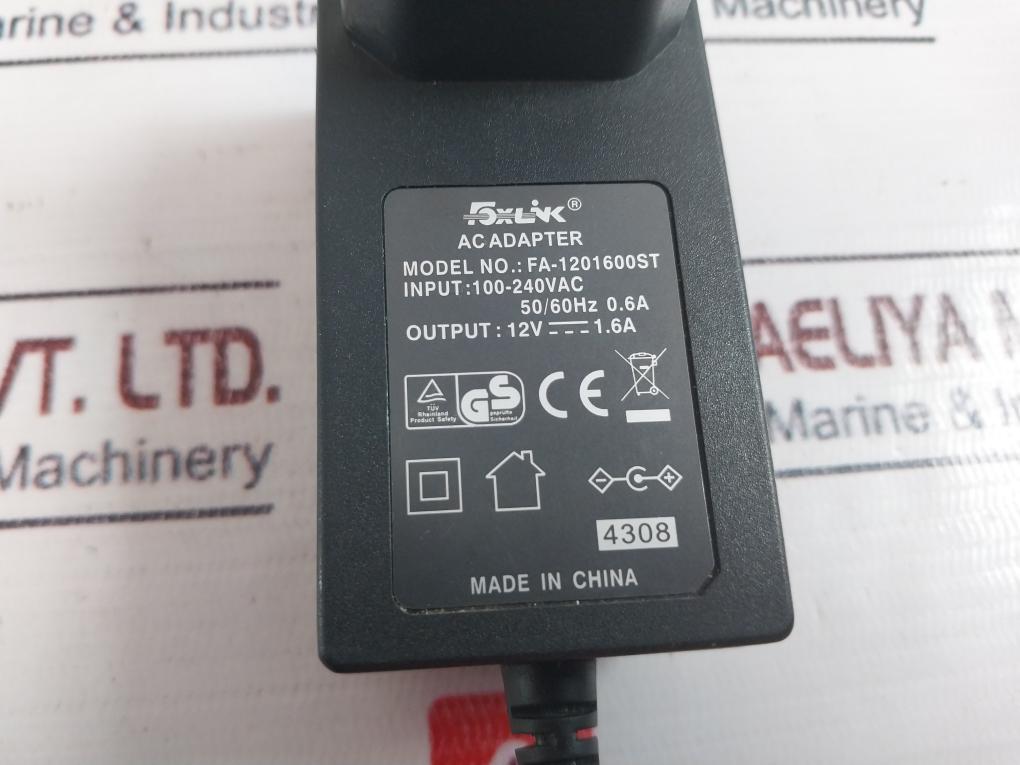 arine & Indust
Machinery
FOXLINK®
AC ADAPTER
MODEL NO.: FA-1201600ST
INPUT:100-240VAC
50/60Hz 0.6A
OUTPUT: 12V 1.6A
TÜV
Rheinland
Product Safety
GS
geprüfte
Sicherheit
CE
4308
MADE IN CHINA
VT. LTD.
Machinery
AELIYA M
Marine & In